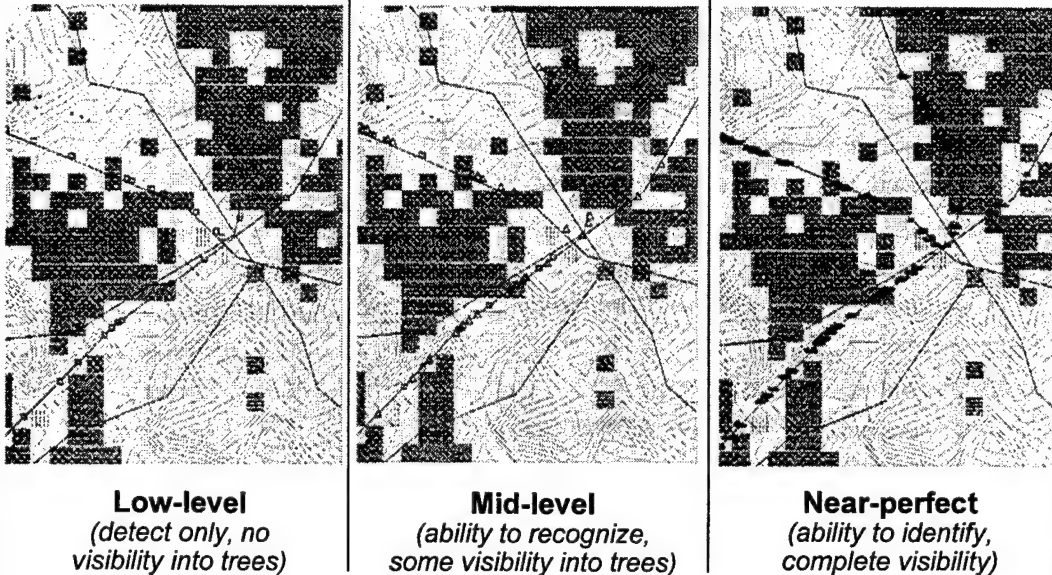 Low-level
(detect only, no
visibility into trees)
Mid-level
(ability to recognize,
some visibility into trees)
Near-perfect
(ability to identify,
complete visibility)